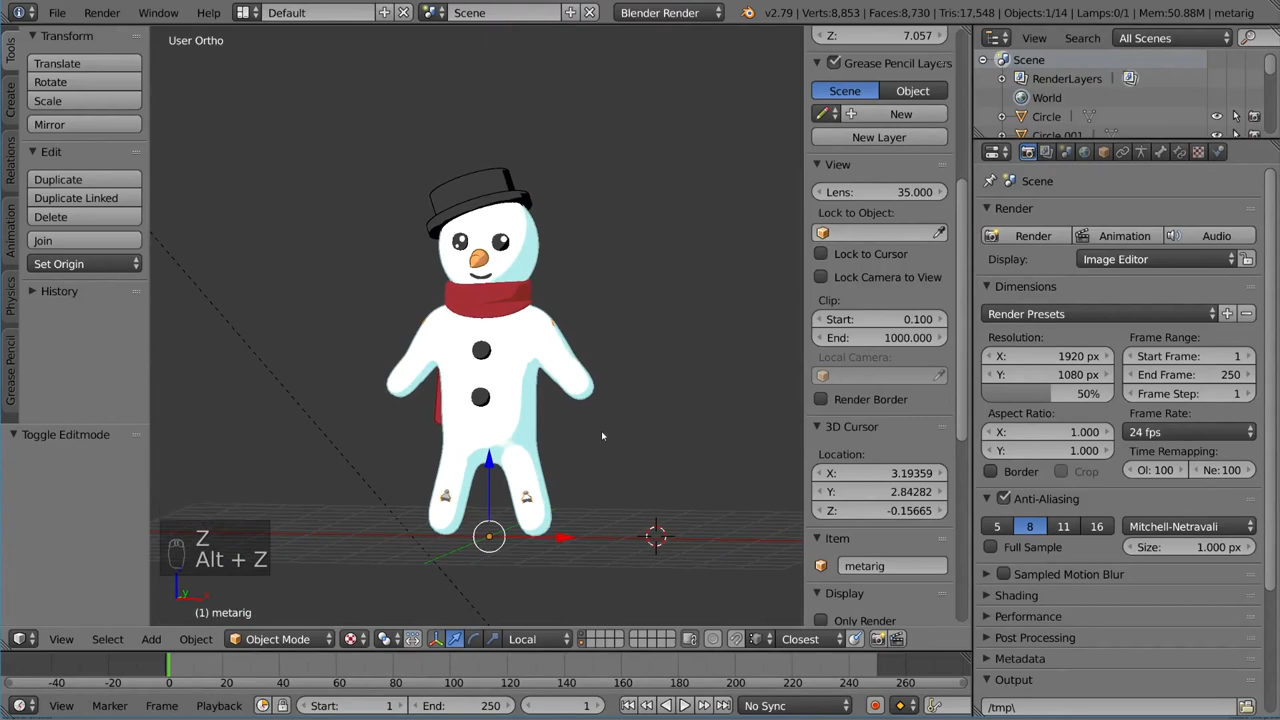 File Render Window Help Default Scene Blender Render v2.79 | Verts:8,853 | Faces:8,730 | Tris:17,548 | Objects:1/14 | Lamps:0/1 | Mem:50.88M | metarig
Tools
Create
Relations
Animation
Physics
Grease Pencil
Transform
Translate
Rotate
Scale
Mirror
Edit
Duplicate
Duplicate Linked
Delete
Join
Set Origin
History
Toggle Editmode
User Ortho
Z
Alt + Z
y x
(1) metarig
Z: 7.057
Grease Pencil Layers
Scene Object
New
New Layer
View
Lens: 35.000
Lock to Object:
Lock to Cursor
Lock Camera to View
Clip:
Start: 0.100
End: 1000.000
Local Camera:
Render Border
3D Cursor
Location:
X: 3.19359
Y: 2.84282
Z: -0.15665
Item
metarig
Display
Only Render
View Search All Scenes
Scene
RenderLayers
World
Circle
Circle.001
Scene
Render
Render Animation Audio
Display: Image Editor
Dimensions
Render Presets
Resolution: Frame Range:
X: 1920 px Start Frame: 1
Y: 1080 px End Frame: 250
50% Frame Step: 1
Aspect Ratio: Frame Rate:
X: 1.000 24 fps
Y: 1.000 Time Remapping:
Border Crop Ol: 100 Ne: 100
Anti-Aliasing
5 8 11 16 Mitchell-Netravali
Full Sample Size: 1.000 px
Sampled Motion Blur
Shading
Performance
Post Processing
Metadata
Output
/tmp\
View Select Add Object Object Mode Local Closest
-40 -20 0 20 40 60 80 100 120 140 160 180 200 220 240 260
View Marker Frame Playback Start: 1 End: 250 1 No Sync